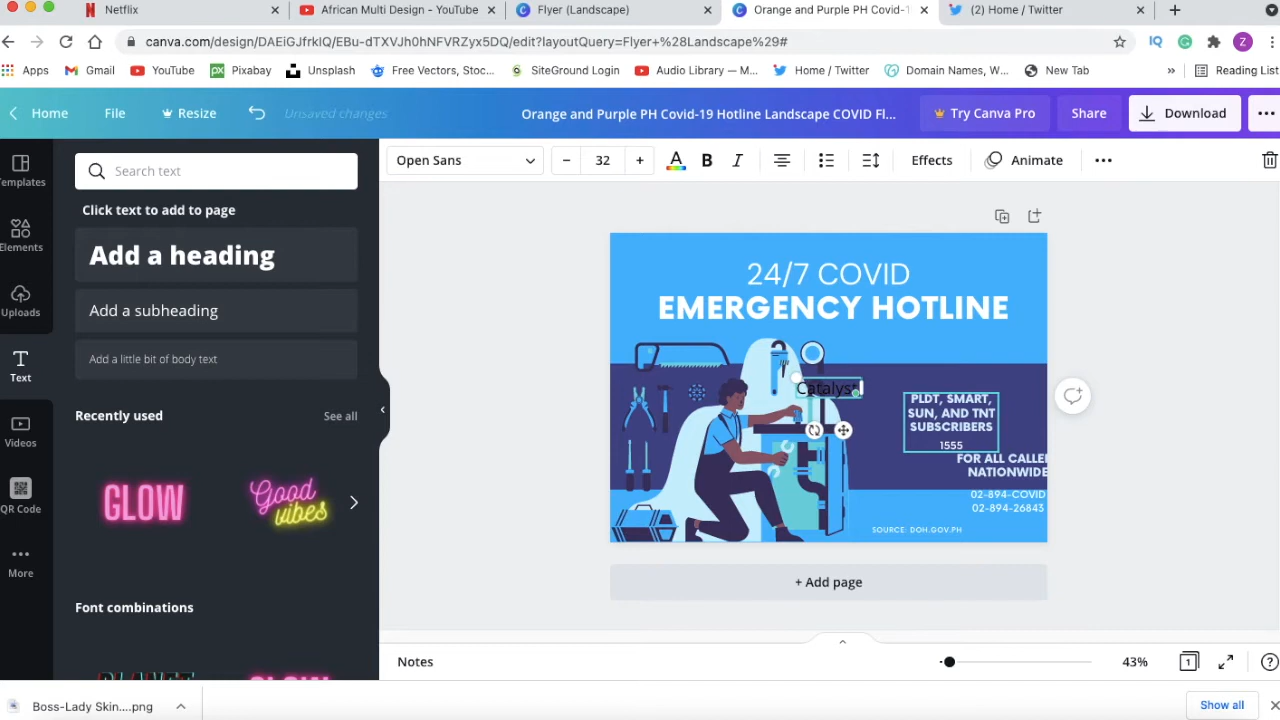 Netflix
African Multi Design - YouTube
Flyer (Landscape)
Orange and Purple PH Covid-1
(2) Home / Twitter
canva.com/design/DAEiGJfrkIQ/EBu-dTXVJh0hNFVRZyx5DQ/edit?layoutQuery=Flyer+%28Landscape%29#
IQ
Z
Apps
Gmail
YouTube
px
Pixabay
Unsplash
Free Vectors, Stoc...
SiteGround Login
Audio Library — M...
Home / Twitter
Domain Names, W...
New Tab
»
Reading List
Home
File
Resize
Unsaved changes
Orange and Purple PH Covid-19 Hotline Landscape COVID Fl...
Try Canva Pro
Share
Download
Templates
Elements
Uploads
Text
Videos
QR Code
More
Search text
Click text to add to page
Add a heading
Add a subheading
Add a little bit of body text
Recently used
See all
GLOW
Good
vibes
Font combinations
Open Sans
32
A
B
I
Effects
Animate
24/7 COVID
EMERGENCY HOTLINE
Catalyst
PLDT, SMART,
SUN, AND TNT
SUBSCRIBERS
1555
FOR ALL CALLE
NATIONWIDE
02-894-COVID
02-894-26843
SOURCE: DOH.GOV.PH
+ Add page
Notes
43%
1
?
Boss-Lady Skin....png
Show all